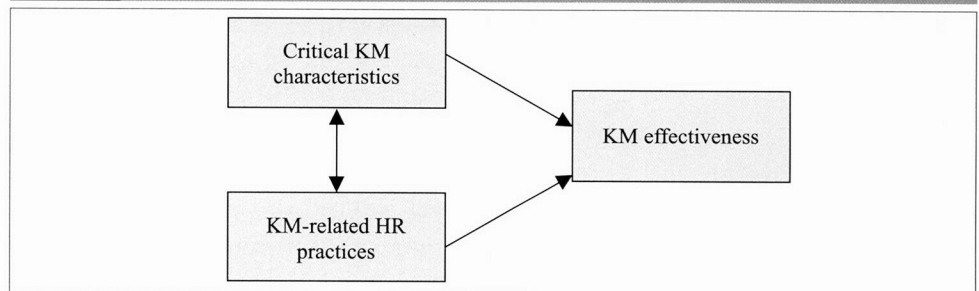 Critical KM
characteristics
KM effectiveness
KM-related HR
practices